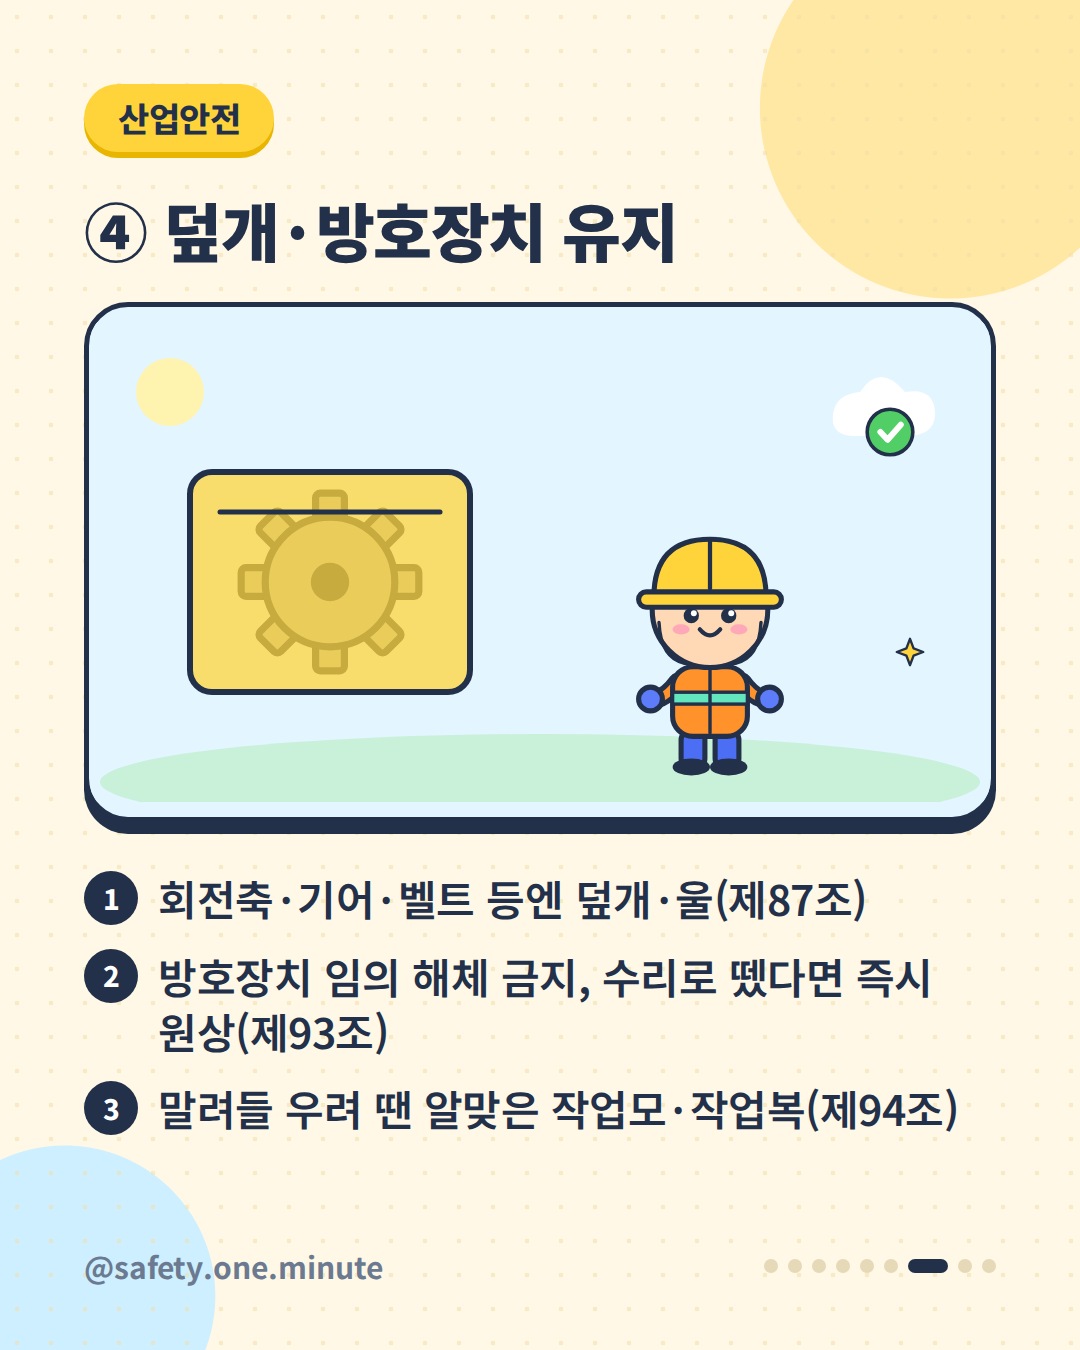 산업안전
④ 덮개·방호장치 유지
1 회전축·기어·벨트 등엔 덮개·울(제87조)
2 방호장치 임의 해체 금지, 수리로 뗐다면 즉시
원상(제93조)
3 말려들 우려 땐 알맞은 작업모·작업복(제94조)
@safety.one.minute